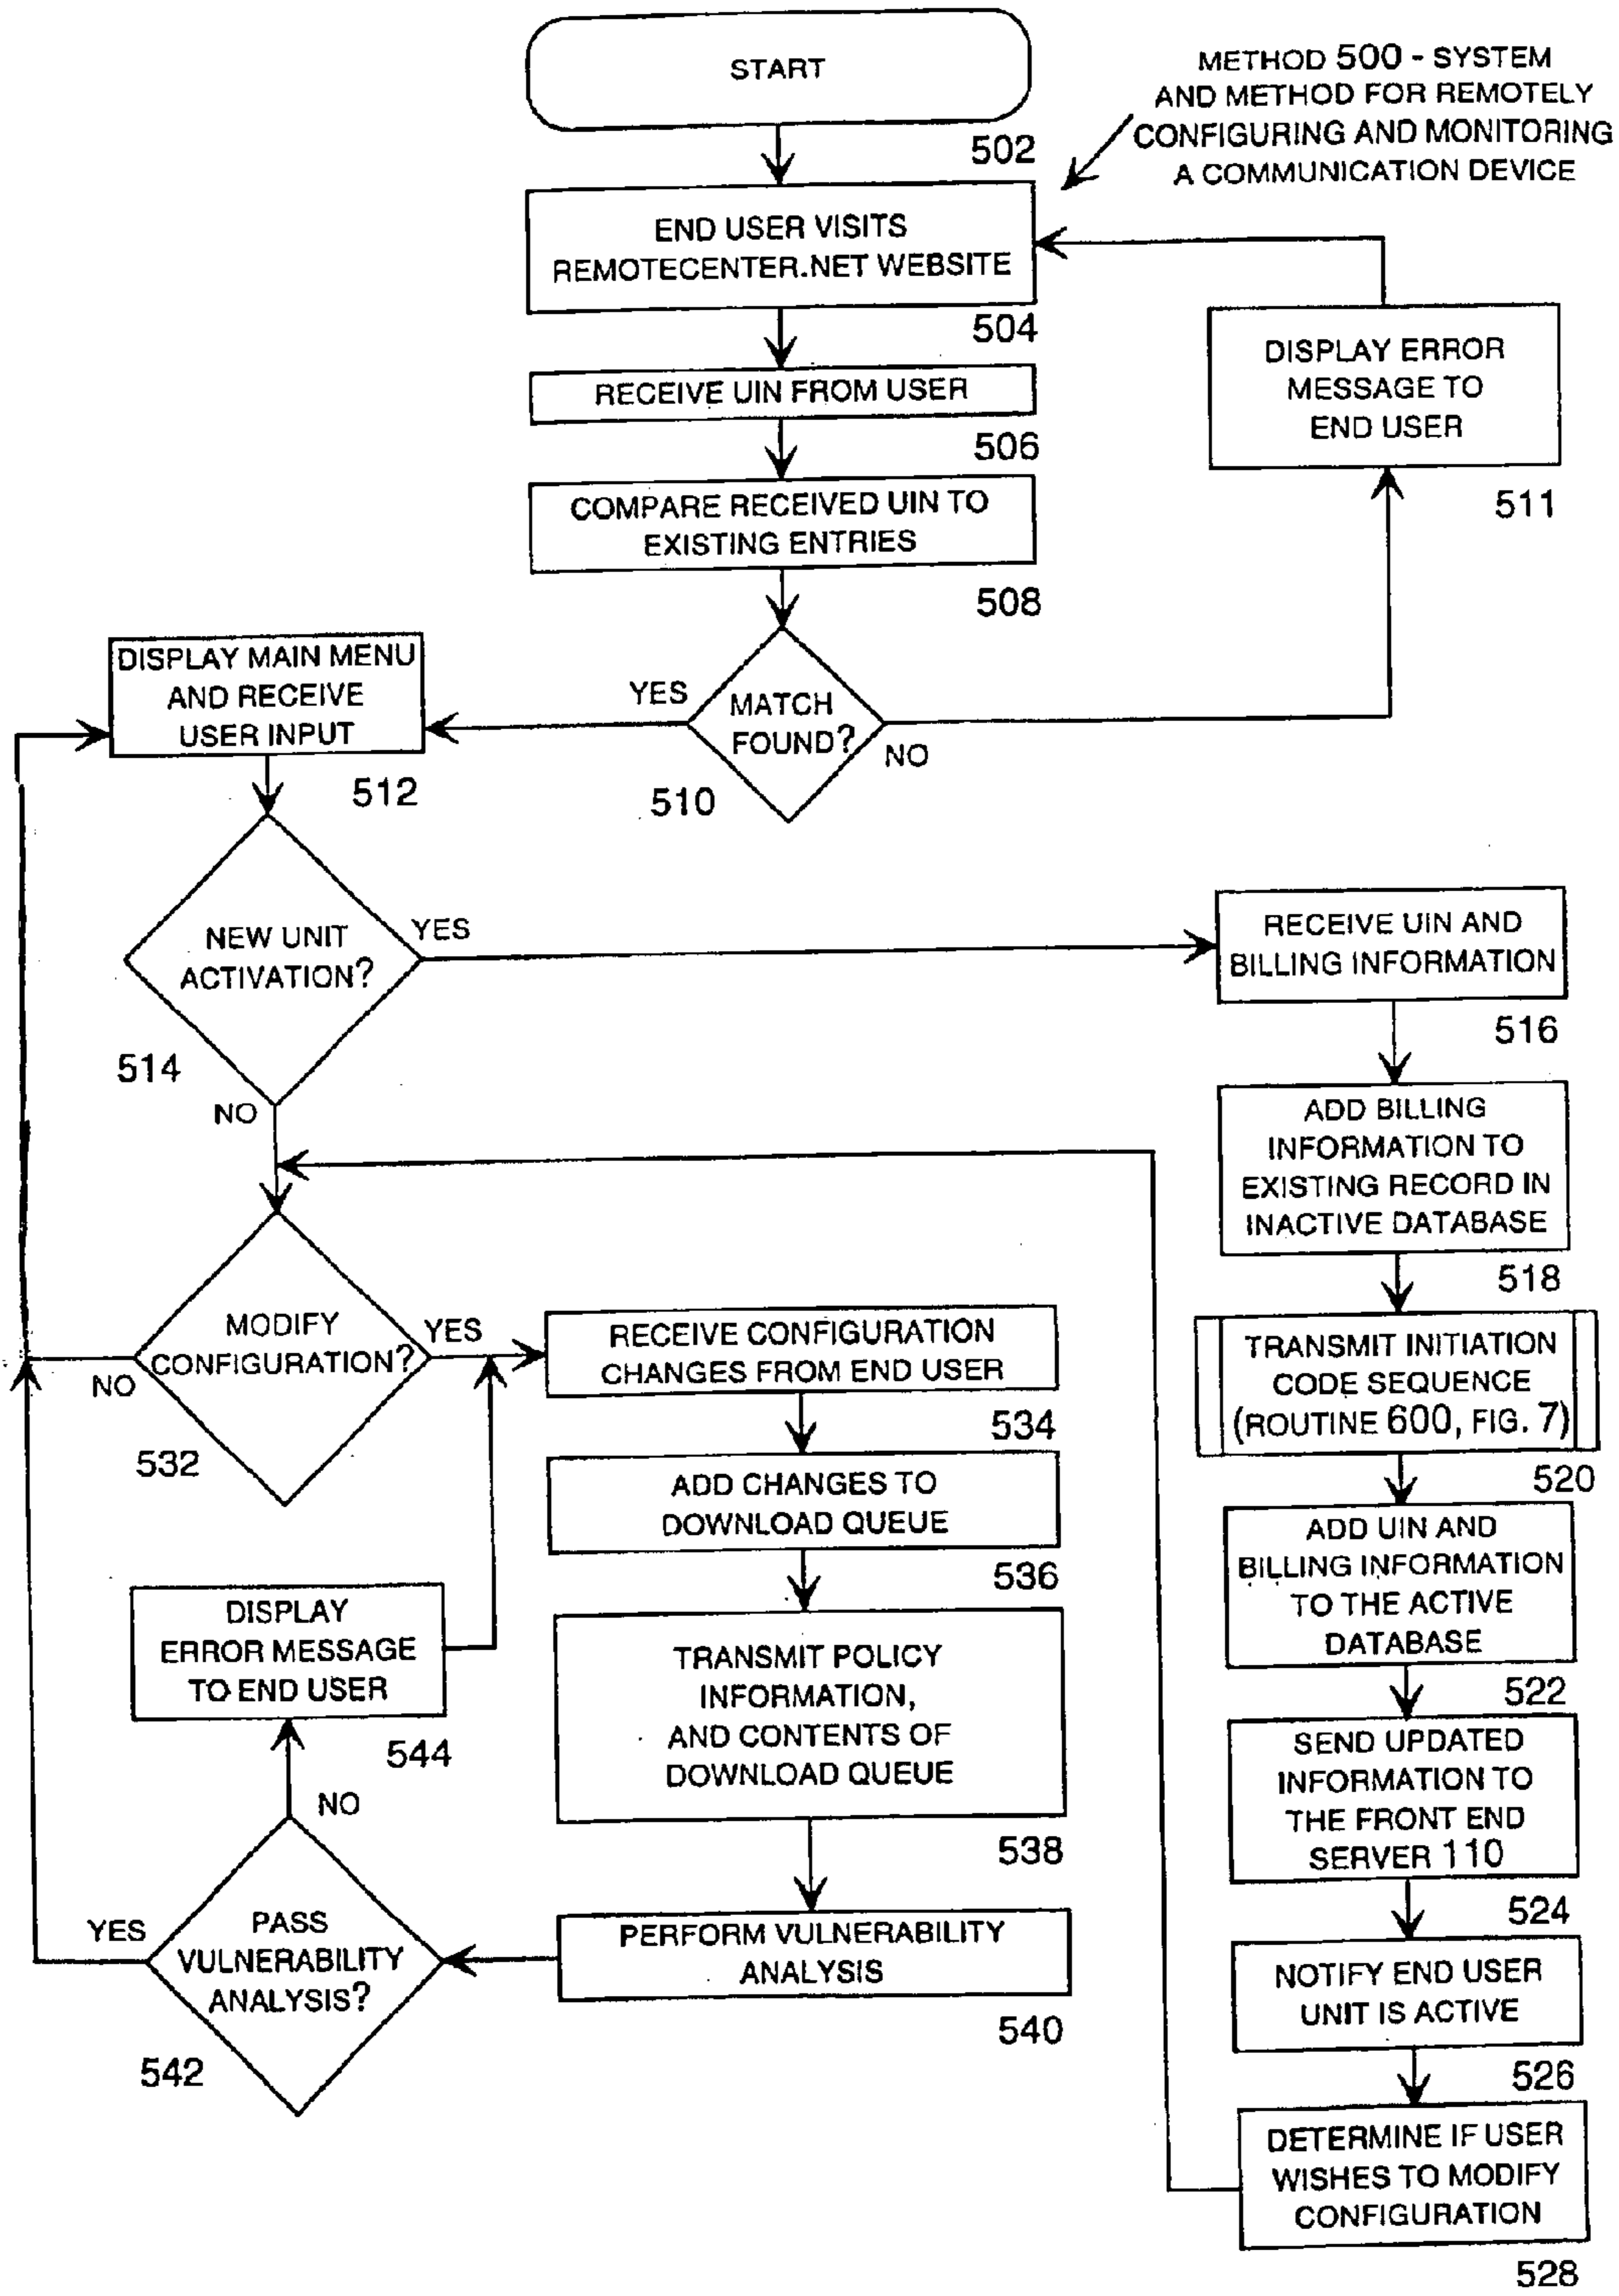 START
METHOD 500 - SYSTEM
AND METHOD FOR REMOTELY
CONFIGURING AND MONITORING
A COMMUNICATION DEVICE
502
END USER VISITS
REMOTECENTER.NET WEBSITE
504
RECEIVE UIN FROM USER
506
COMPARE RECEIVED UIN TO
EXISTING ENTRIES
508
DISPLAY ERROR
MESSAGE TO
END USER
511
MATCH
FOUND?
YES
NO
510
DISPLAY MAIN MENU
AND RECEIVE
USER INPUT
512
NEW UNIT
ACTIVATION?
YES
514
NO
RECEIVE UIN AND
BILLING INFORMATION
516
ADD BILLING
INFORMATION TO
EXISTING RECORD IN
INACTIVE DATABASE
518
TRANSMIT INITIATION
CODE SEQUENCE
(ROUTINE 600, FIG. 7)
520
ADD UIN AND
BILLING INFORMATION
TO THE ACTIVE
DATABASE
522
SEND UPDATED
INFORMATION TO
THE FRONT END
SERVER 110
524
NOTIFY END USER
UNIT IS ACTIVE
526
DETERMINE IF USER
WISHES TO MODIFY
CONFIGURATION
528
MODIFY
CONFIGURATION?
YES
NO
532
RECEIVE CONFIGURATION
CHANGES FROM END USER
534
ADD CHANGES TO
DOWNLOAD QUEUE
536
TRANSMIT POLICY
INFORMATION,
AND CONTENTS OF
DOWNLOAD QUEUE
538
PERFORM VULNERABILITY
ANALYSIS
540
PASS
VULNERABILITY
ANALYSIS?
YES
NO
542
DISPLAY
ERROR MESSAGE
TO END USER
544